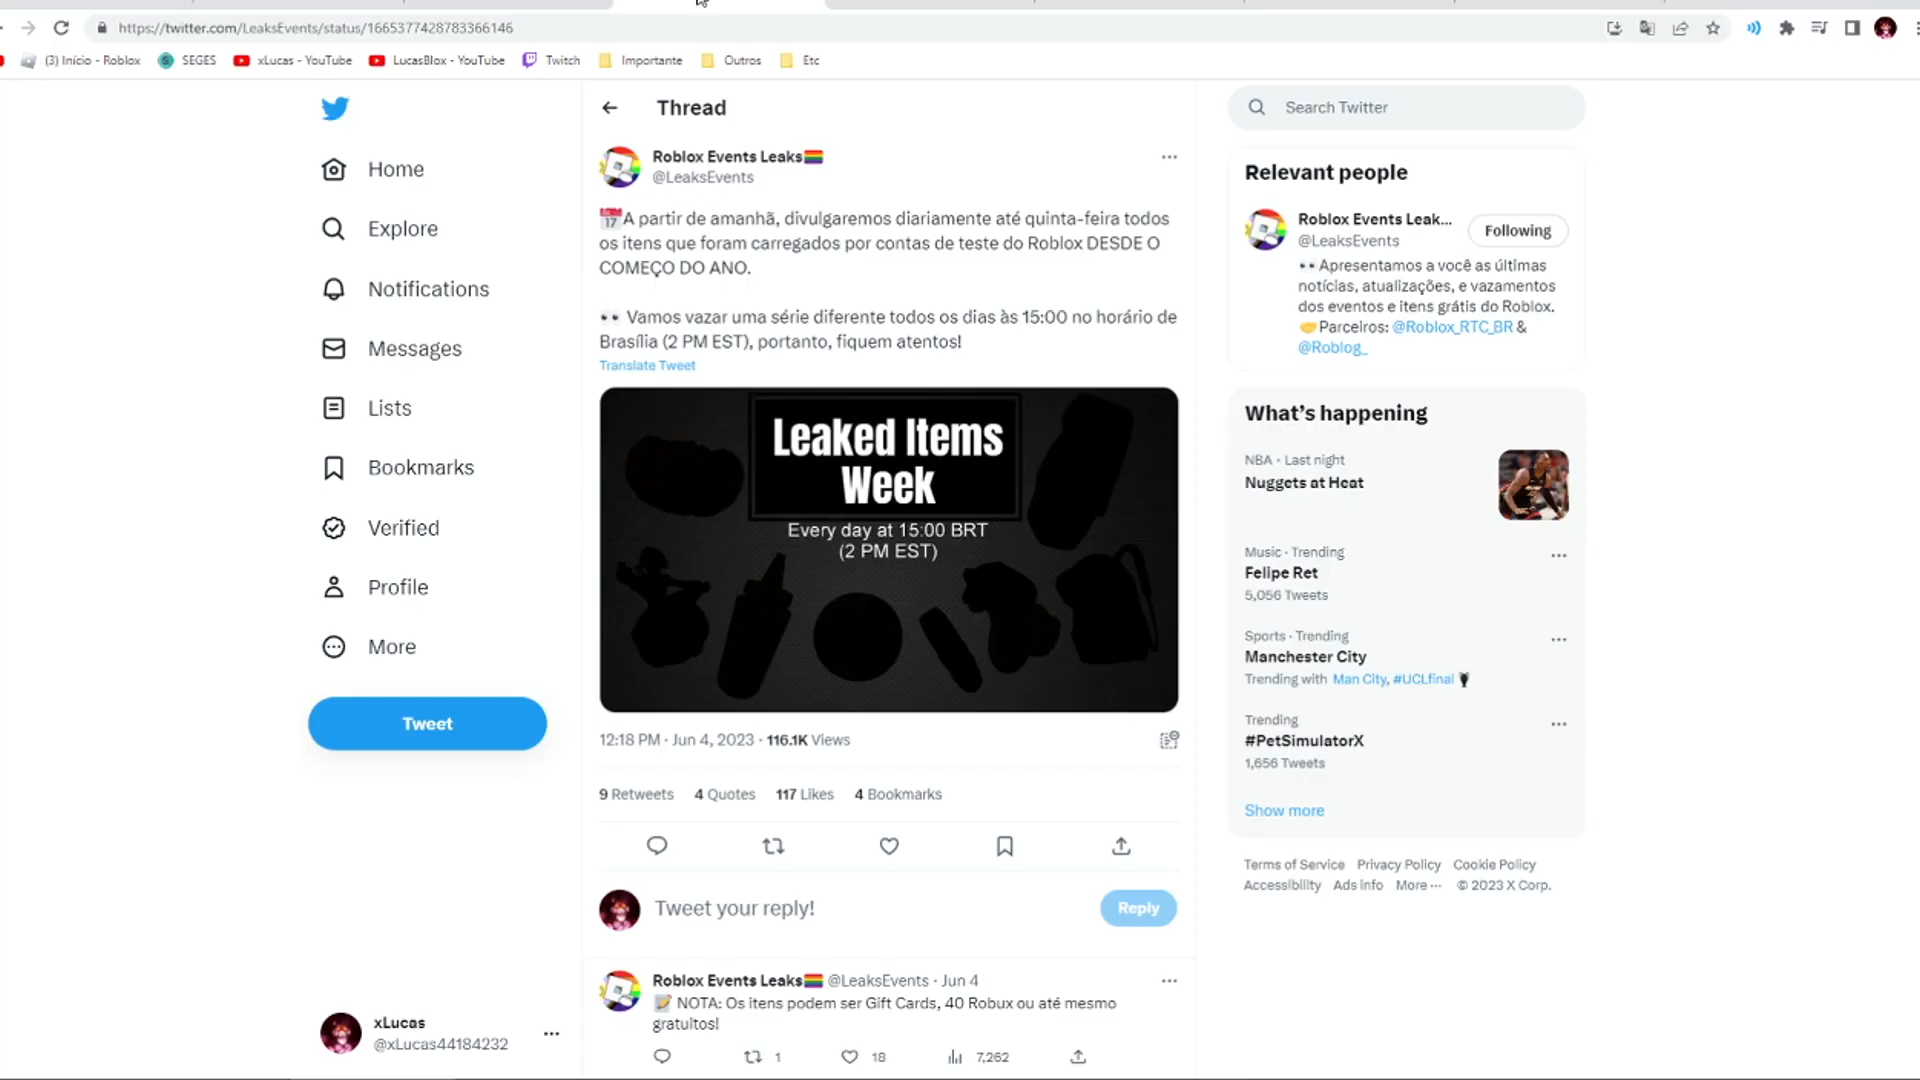 https://twitter.com/LeaksEvents/status/1665377428783366146
(3) Início - Roblox
SEGES
xLucas - YouTube
LucasBlox - YouTube
Twitch
Importante
Outros
Etc
Home
Explore
Notifications
Messages
Lists
Bookmarks
Verified
Profile
More
Tweet
xLucas
@xLucas44184232
Thread
Roblox Events Leaks
@LeaksEvents
17 A partir de amanhã, divulgaremos diariamente até quinta-feira todos
os itens que foram carregados por contas de teste do Roblox DESDE O
COMEÇO DO ANO.
Vamos vazar uma série diferente todos os dias às 15:00 no horário de
Brasília (2 PM EST), portanto, fiquem atentos!
Translate Tweet
Leaked Items
Week
Every day at 15:00 BRT
(2 PM EST)
12:18 PM · Jun 4, 2023 · 116.1K Views
9 Retweets 4 Quotes 117 Likes 4 Bookmarks
Tweet your reply!
Reply
Roblox Events Leaks @LeaksEvents · Jun 4
NOTA: Os itens podem ser Gift Cards, 40 Robux ou até mesmo
gratuitos!
1 18 7,262
Search Twitter
Relevant people
Roblox Events Leak...
@LeaksEvents
Following
Apresentamos a você as últimas
notícias, atualizações, e vazamentos
dos eventos e itens grátis do Roblox.
Parceiros: @Roblox_RTC_BR &
@Roblog_
What's happening
NBA · Last night
Nuggets at Heat
Music · Trending
Felipe Ret
5,056 Tweets
Sports · Trending
Manchester City
Trending with Man City, #UCLfinal
Trending
#PetSimulatorX
1,656 Tweets
Show more
Terms of Service Privacy Policy Cookie Policy
Accessibility Ads info More ··· © 2023 X Corp.